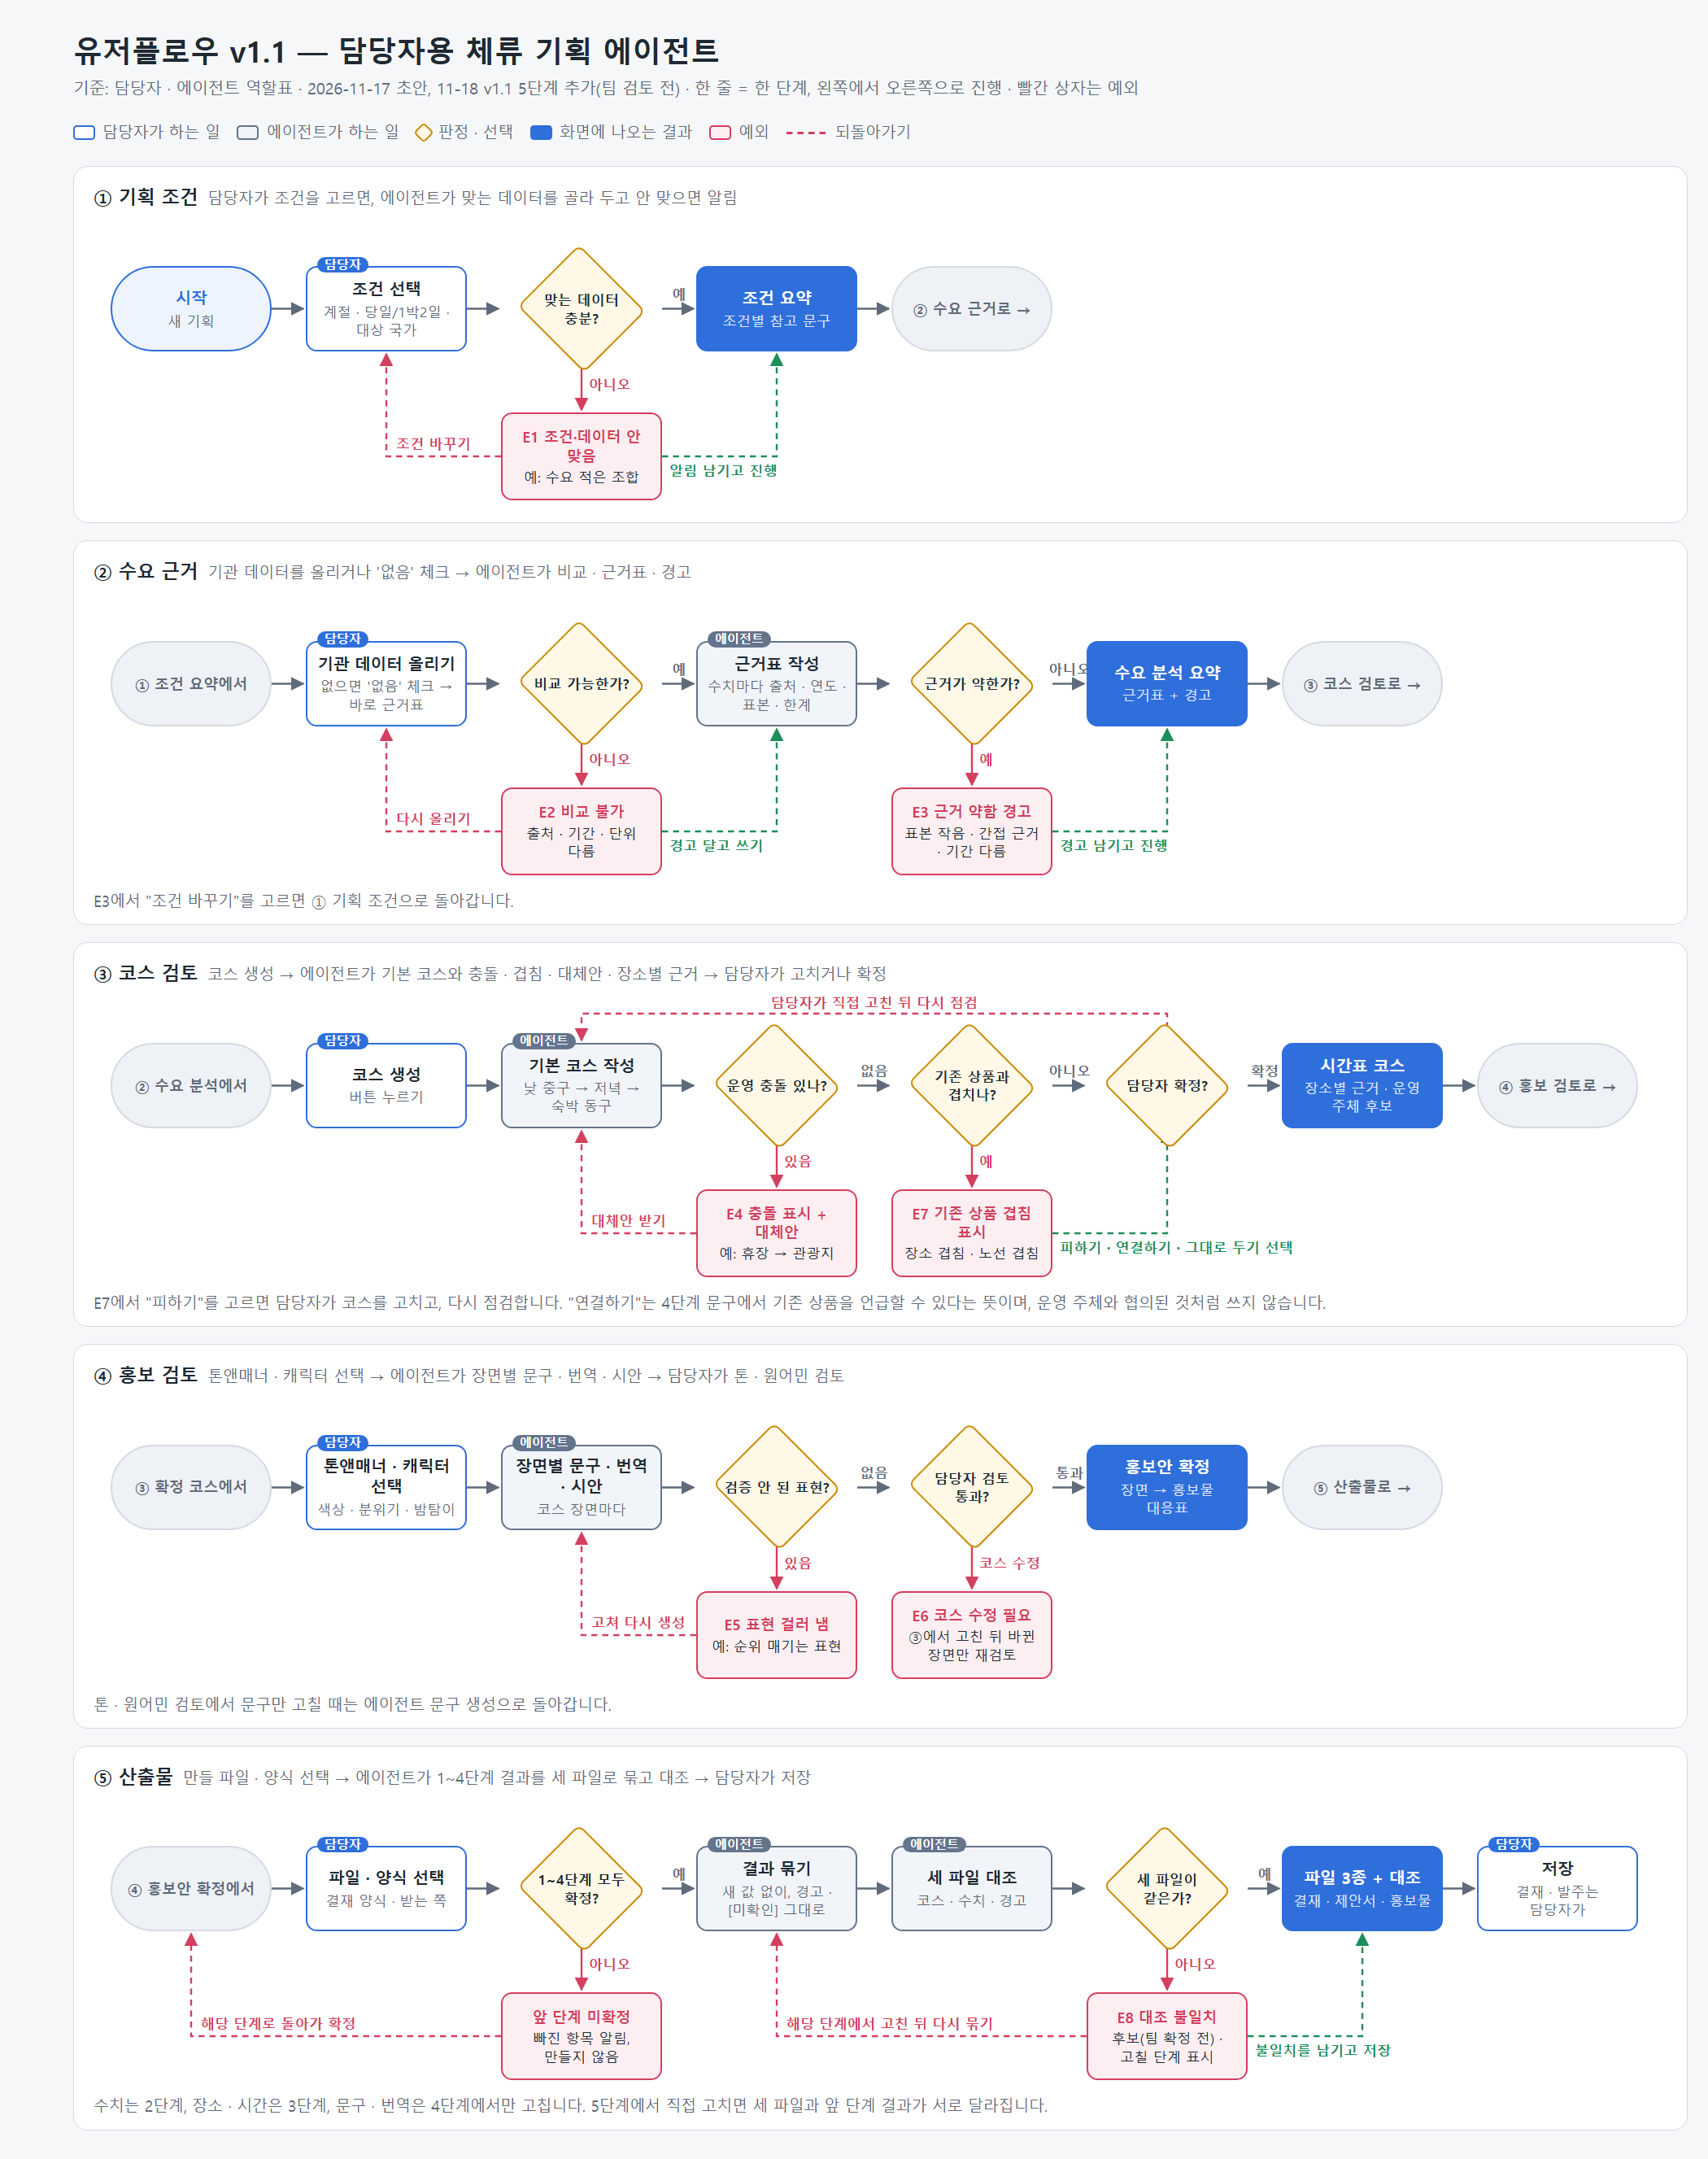 유저플로우 v1.1 — 담당자용 체류 기획 에이전트
기준: 담당자 · 에이전트 역할표 · 2026-11-17 초안, 11-18 v1.1 5단계 추가(팀 검토 전) · 한 줄 = 한 단계, 왼쪽에서 오른쪽으로 진행 · 빨간 상자는 예외
담당자가 하는 일
에이전트가 하는 일
판정 · 선택
화면에 나오는 결과
예외
되돌아가기
① 기획 조건 담당자가 조건을 고르면, 에이전트가 맞는 데이터를 골라 두고 안 맞으면 알림
시작
새 기획
담당자
조건 선택
계절 · 당일/1박2일 ·
대상 국가
맞는 데이터
충분?
예
조건 요약
조건별 참고 문구
② 수요 근거로 →
아니오
E1 조건·데이터 안
맞음
예: 수요 적은 조합
조건 바꾸기
알림 남기고 진행
② 수요 근거 기관 데이터를 올리거나 '없음' 체크 → 에이전트가 비교 · 근거표 · 경고
① 조건 요약에서
담당자
기관 데이터 올리기
없으면 '없음' 체크 →
바로 근거표
비교 가능한가?
예
에이전트
근거표 작성
수치마다 출처 · 연도 ·
표본 · 한계
근거가 약한가?
아니오
수요 분석 요약
근거표 + 경고
③ 코스 검토로 →
아니오
E2 비교 불가
출처 · 기간 · 단위
다름
다시 올리기
경고 달고 쓰기
예
E3 근거 약함 경고
표본 작음 · 간접 근거
· 기간 다름
경고 남기고 진행
E3에서 "조건 바꾸기"를 고르면 ① 기획 조건으로 돌아갑니다.
③ 코스 검토 코스 생성 → 에이전트가 기본 코스와 충돌 · 겹침 · 대체안 · 장소별 근거 → 담당자가 고치거나 확정
담당자가 직접 고친 뒤 다시 점검
② 수요 분석에서
담당자
코스 생성
버튼 누르기
에이전트
기본 코스 작성
낮 중구 → 저녁 →
숙박 동구
운영 충돌 있나?
없음
기존 상품과
겹치나?
아니오
담당자 확정?
확정
시간표 코스
장소별 근거 · 운영
주체 후보
④ 홍보 검토로 →
있음
E4 충돌 표시 +
대체안
예: 휴장 → 관광지
대체안 받기
예
E7 기존 상품 겹침
표시
장소 겹침 · 노선 겹침
피하기 · 연결하기 · 그대로 두기 선택
E7에서 "피하기"를 고르면 담당자가 코스를 고치고, 다시 점검합니다. "연결하기"는 4단계 문구에서 기존 상품을 언급할 수 있다는 뜻이며, 운영 주체와 협의된 것처럼 쓰지 않습니다.
④ 홍보 검토 톤앤매너 · 캐릭터 선택 → 에이전트가 장면별 문구 · 번역 · 시안 → 담당자가 톤 · 원어민 검토
③ 확정 코스에서
담당자
톤앤매너 · 캐릭터
선택
색상 · 분위기 · 밤탐이
에이전트
장면별 문구 · 번역
· 시안
코스 장면마다
검증 안 된 표현?
없음
담당자 검토
통과?
통과
홍보안 확정
장면 → 홍보물
대응표
⑤ 산출물로 →
있음
E5 표현 걸러 냄
예: 순위 매기는 표현
고쳐 다시 생성
코스 수정
E6 코스 수정 필요
③에서 고친 뒤 바뀐
장면만 재검토
톤 · 원어민 검토에서 문구만 고칠 때는 에이전트 문구 생성으로 돌아갑니다.
⑤ 산출물 만들 파일 · 양식 선택 → 에이전트가 1~4단계 결과를 세 파일로 묶고 대조 → 담당자가 저장
④ 홍보안 확정에서
담당자
파일 · 양식 선택
결재 양식 · 받는 쪽
1~4단계 모두
확정?
예
에이전트
결과 묶기
새 값 없이, 경고 ·
[미확인] 그대로
에이전트
세 파일 대조
코스 · 수치 · 경고
세 파일이
같은가?
예
파일 3종 + 대조
결재 · 제안서 · 홍보물
담당자
저장
결재 · 발주는
담당자가
아니오
앞 단계 미확정
빠진 항목 알림,
만들지 않음
해당 단계로 돌아가 확정
해당 단계에서 고친 뒤 다시 묶기
아니오
E8 대조 불일치
후보(팀 확정 전) ·
고칠 단계 표시
불일치를 남기고 저장
수치는 2단계, 장소 · 시간은 3단계, 문구 · 번역은 4단계에서만 고칩니다. 5단계에서 직접 고치면 세 파일과 앞 단계 결과가 서로 달라집니다.